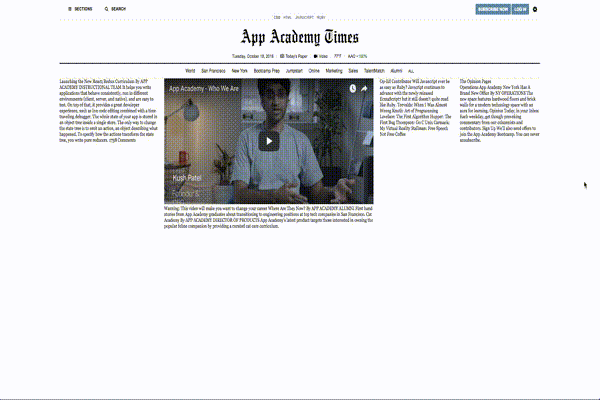 SECTIONS SEARCH
SUBSCRIBE NOW LOG IN
CSS HTML JAVASCRIPT RUBY
App Academy Times
Tuesday, October 18, 2016 Today's Paper Video
World San Francisco New York Bootcamp Prep Jumpstart Online Marketing Sales TalentMatch Alumni ALL
Launching the New React/Redux Curriculum By APP
ACADEMY INSTRUCTIONAL TEAM It helps you write
applications that behave consistently, run in different
environments (client, server, and native), and are easy to
test. On top of that, it provides a great developer
experience, such as live code editing combined with a time
traveling debugger. The whole state of your app is stored in
an object tree inside a single store. The only way to change
the state tree is to emit an action, an object describing what
happened. To specify how the actions transform the state
tree, you write pure reducers. Comments
App Academy - Who We Are
Kush Patel
Founder &
Warning: This video will make you want to change your career Where Are They Now? By APP ACADEMY ALUMNI First hand
stories from App Academy graduates about transitioning to engineering positions at top tech companies in San Francisco. Cat
Academy By APP ACADEMY DIRECTOR OF PRODUCTS App Academy's latest product targets those interested in owning the
popular feline companions by providing a curated cat care curriculum.
Op-Ed Contributor Will Javascript ever be
as easy as Ruby? Javscript continues to
advance with the newly released
EcmaScript7 but it still doesn't quite read
like Ruby. Torvalds: When I Was Almost
Wrong Knuth: Art of Programming
Lovelace: The First Algorithm Hopper: The
First Bug Thompson: Go C Unix Carmack:
My Virtual Reality Stallman: Free Speech
Not Free Coffee
The Opinion Pages
Operations App Academy New York Has A
Brand New Office By NY OPERATIONS The
new space features hardwood floors and brick
walls for a modern technology space with an
aim for learning. Opinion Today, in your inbox
Each weekday, get though-provoking
commentary from our columnists and
contributors. Sign Up We'll also send offers to
join the App Academy Bootcamp. You can never
unsubscribe.